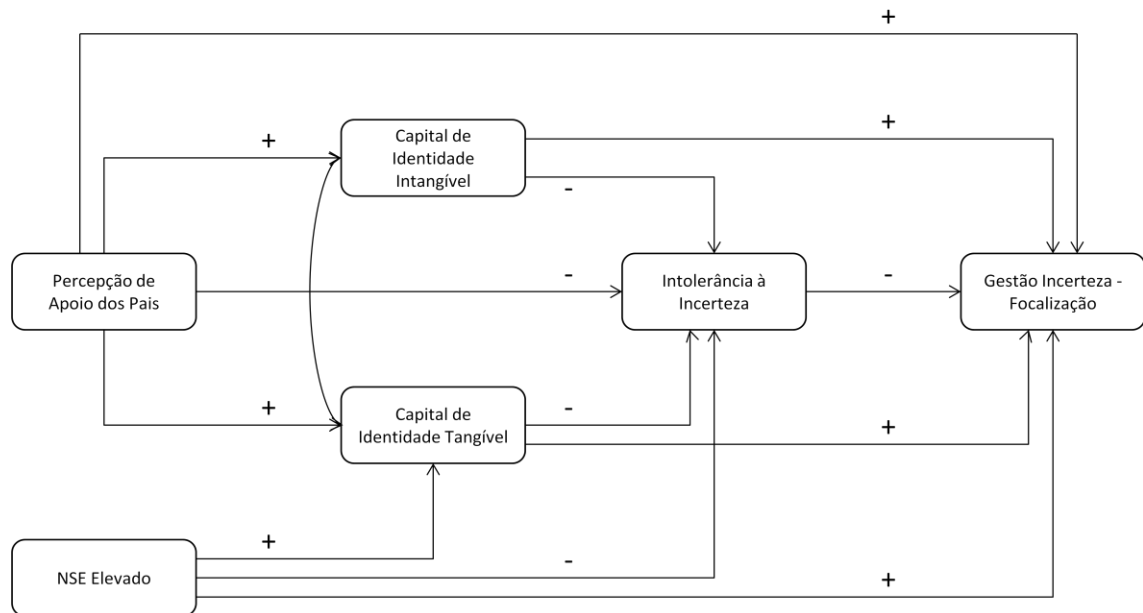 +
+
+
Capital de
Identidade
Intangível
-
Percepção de
Apoio dos Pais
-
Intolerância à
Incerteza
-
Gestão Incerteza -
Focalização
+
Capital de
Identidade Tangível
-
+
+
NSE Elevado
-
+